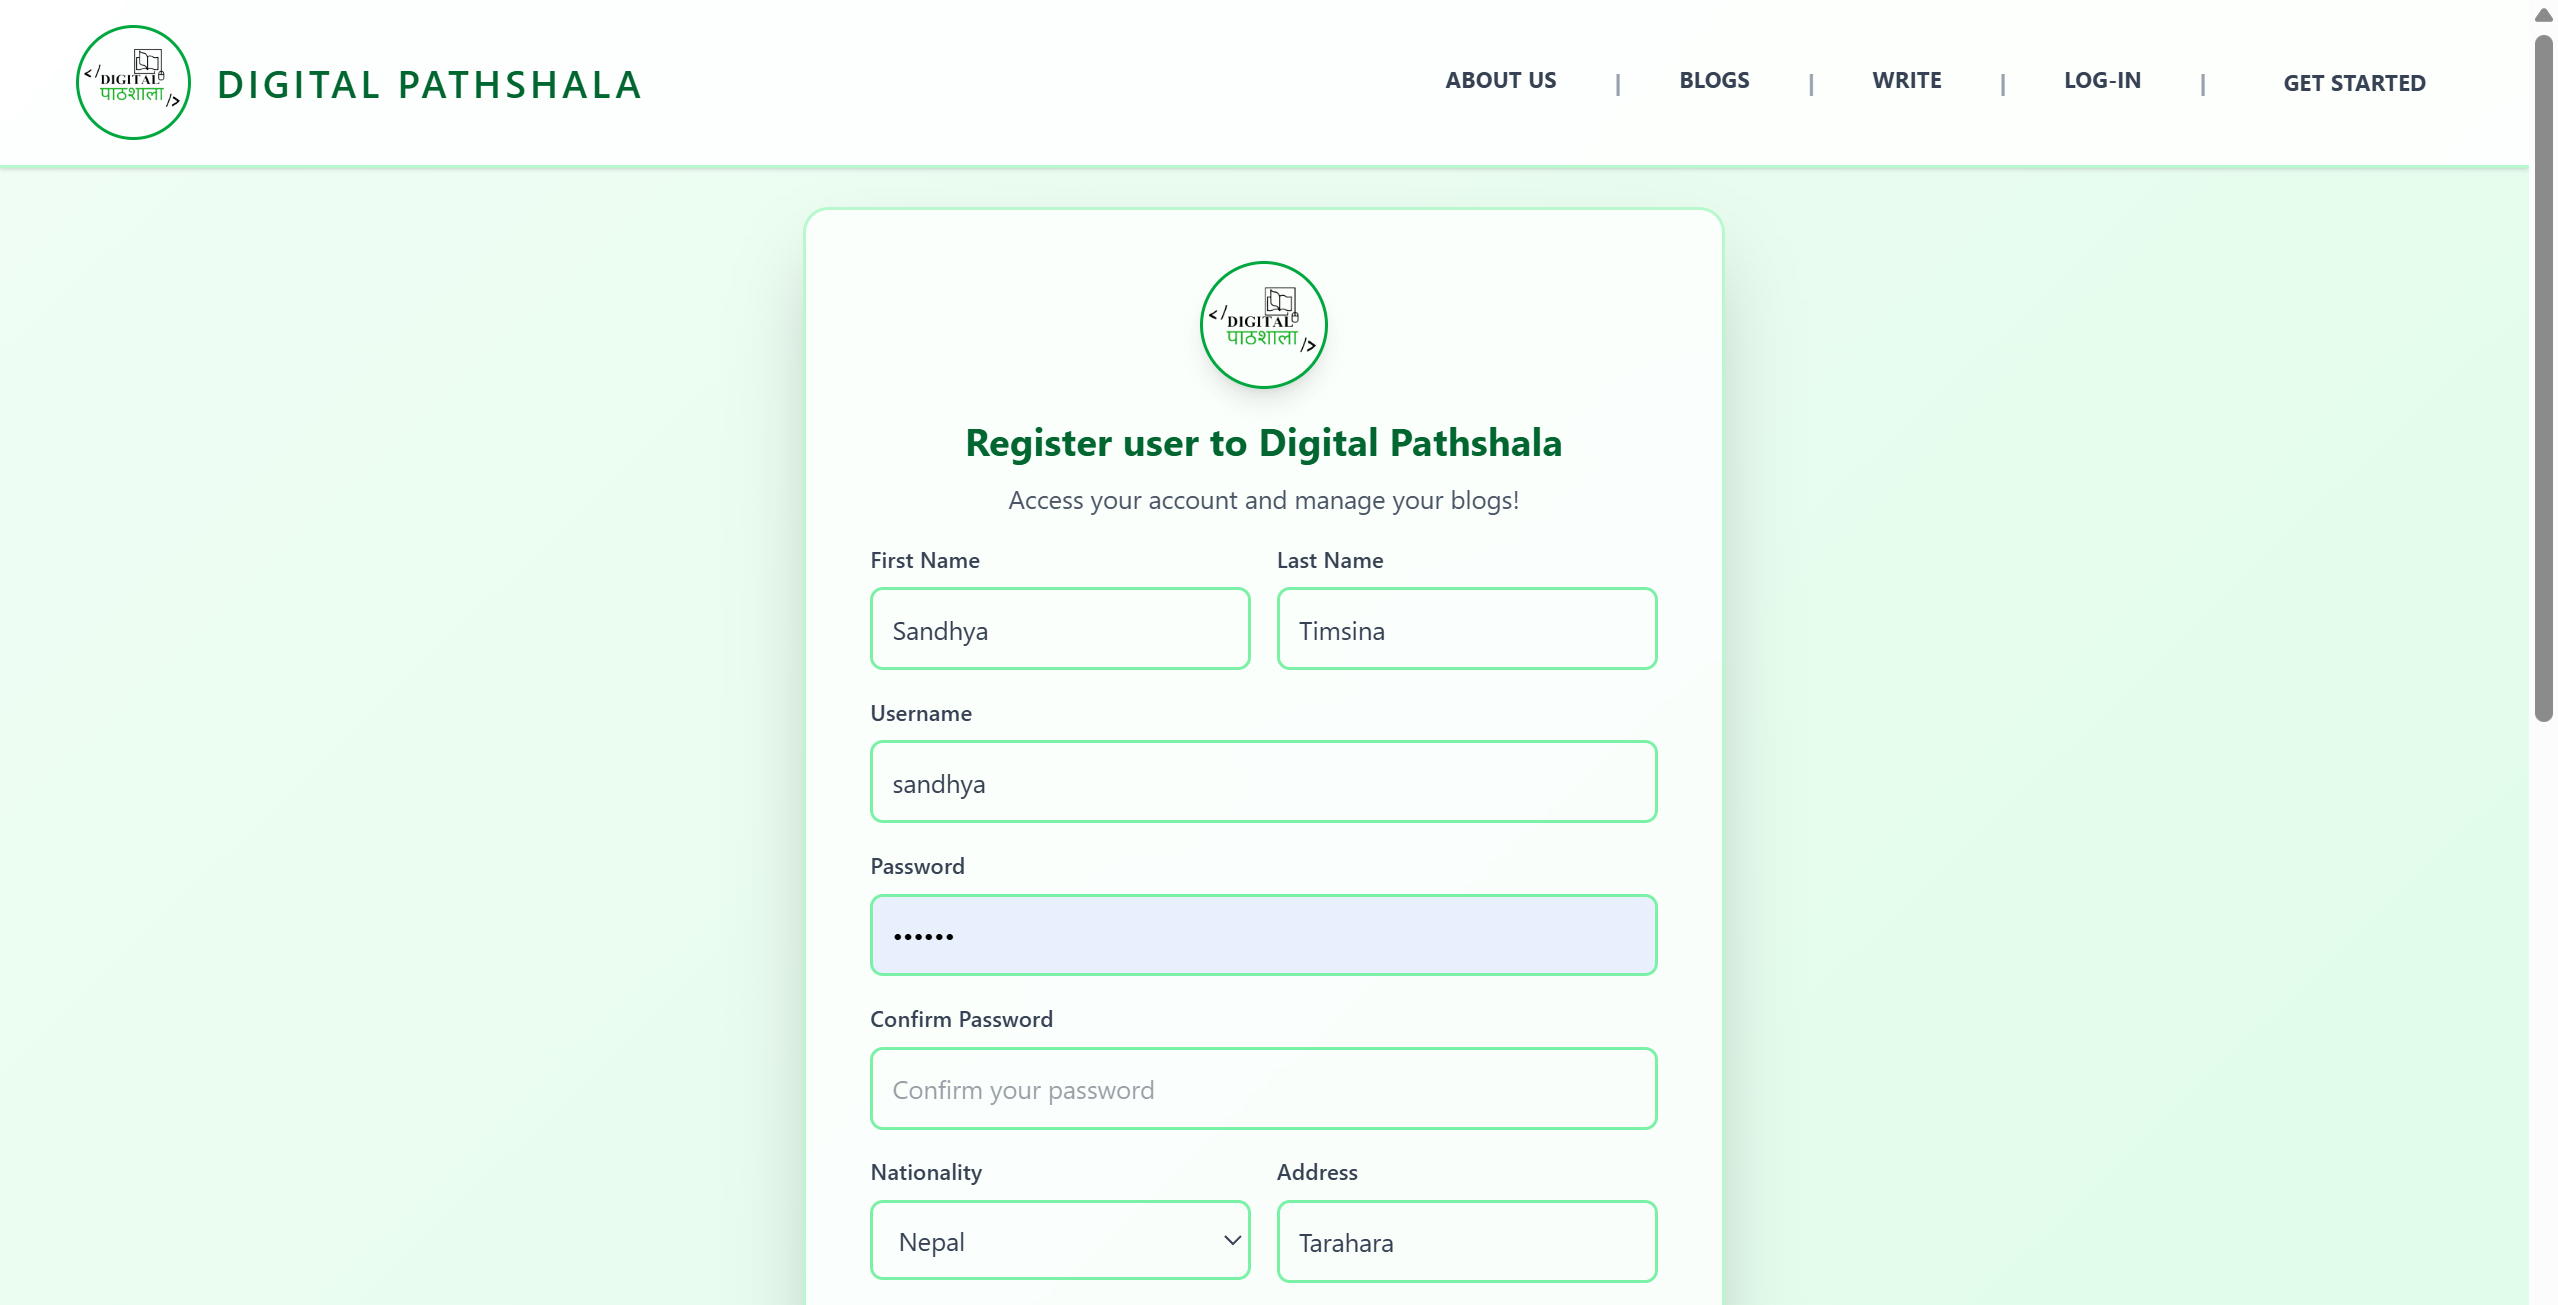 </DIGITAL
पाठशाला/>
DIGITAL PATHSHALA
ABOUT US | BLOGS | WRITE | LOG-IN | GET STARTED
</DIGITAL
पाठशाला/>
Register user to Digital Pathshala
Access your account and manage your blogs!
First Name Last Name
Sandhya Timsina
Username
sandhya
Password
••••••
Confirm Password
Confirm your password
Nationality Address
Nepal Tarahara